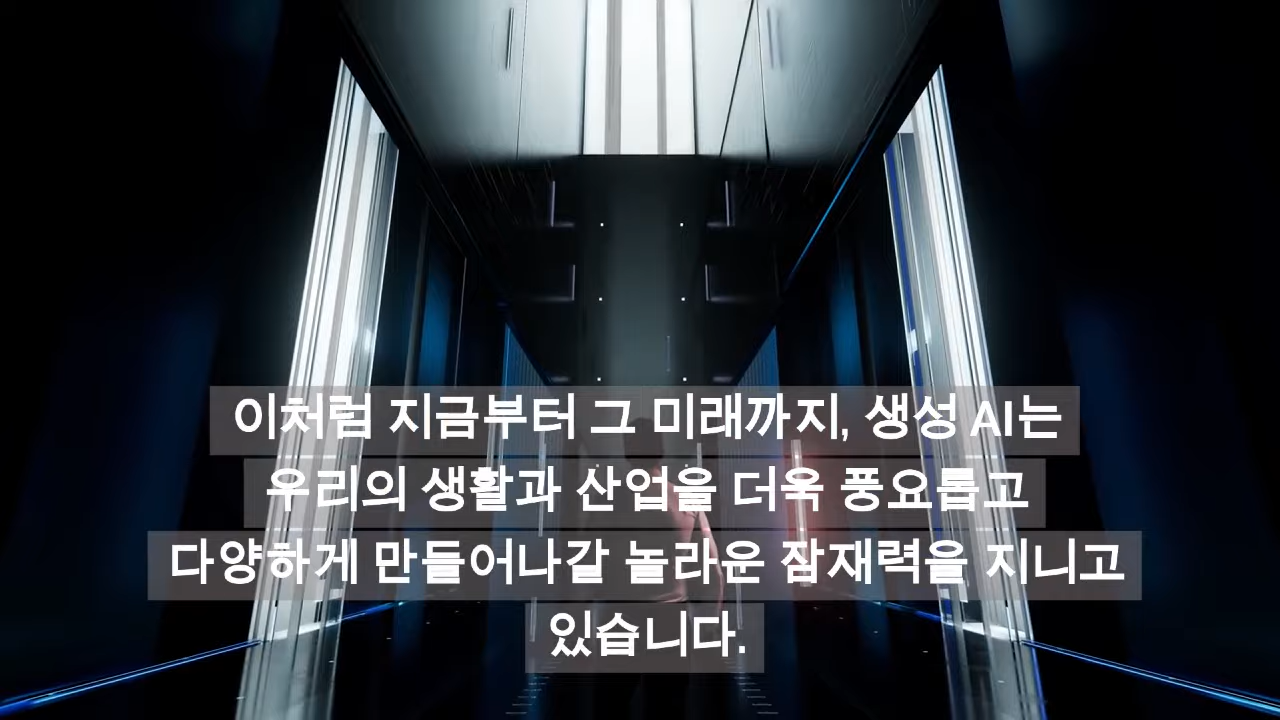 이처럼 지금부터 그 미래까지, 생성 AI는
우리의 생활과 산업을 더욱 풍요롭고
다양하게 만들어나갈 놀라운 잠재력을 지니고
있습니다.